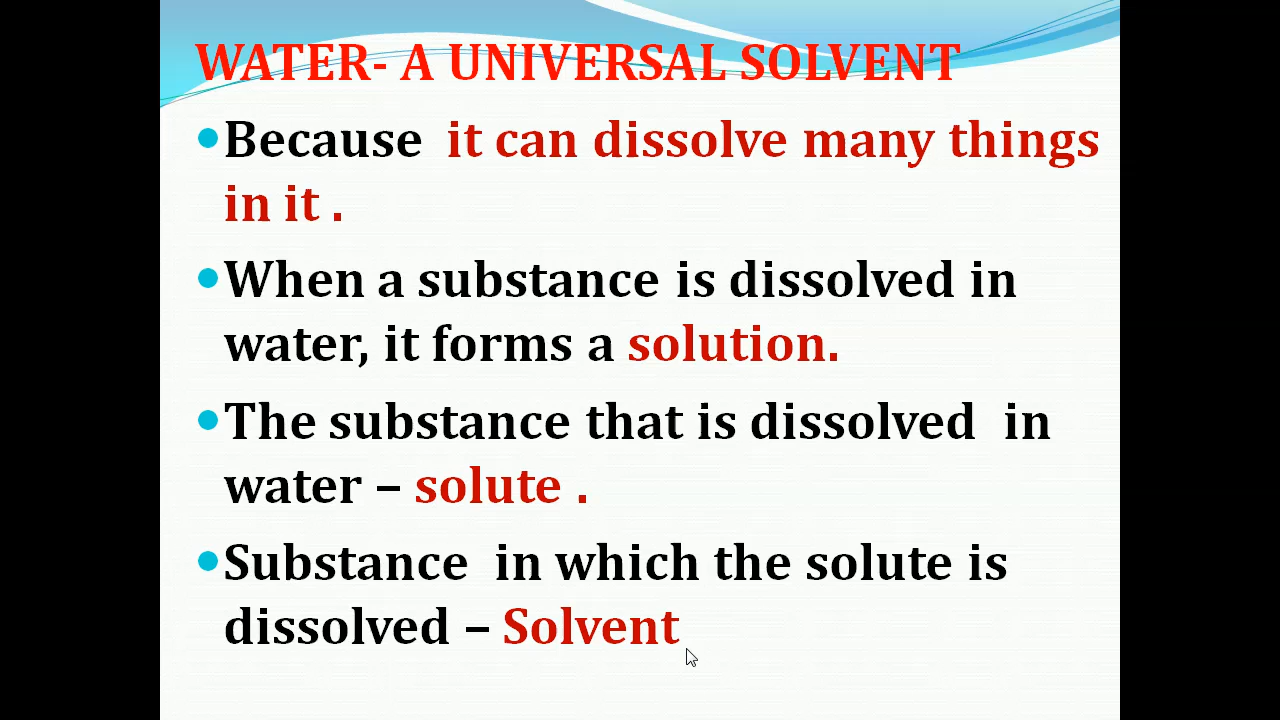 WATER- A UNIVERSAL SOLVENT
•Because it can dissolve many things
in it .
•When a substance is dissolved in
water, it forms a solution.
•The substance that is dissolved in
water – solute .
•Substance in which the solute is
dissolved – Solvent